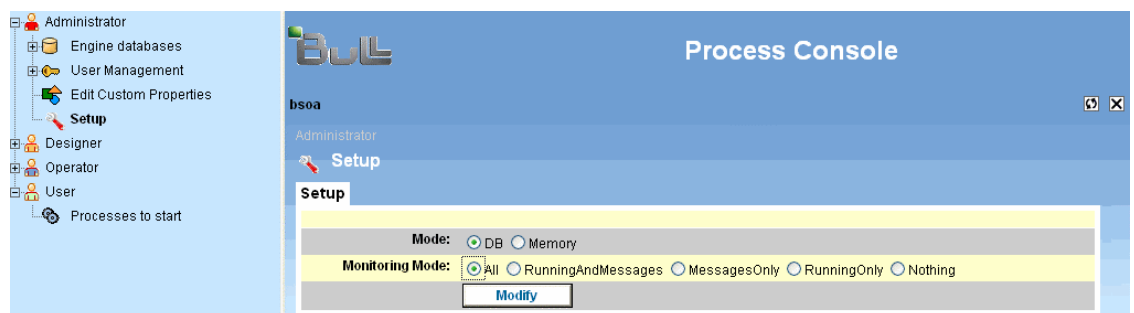 Administrator
Engine databases
User Management
Edit Custom Properties
Setup
Designer
Operator
User
Processes to start
Bull
Process Console
bsoa
Administrator
Setup
Setup
Mode: DB Memory
Monitoring Mode: All RunningAndMessages MessagesOnly RunningOnly Nothing
Modify